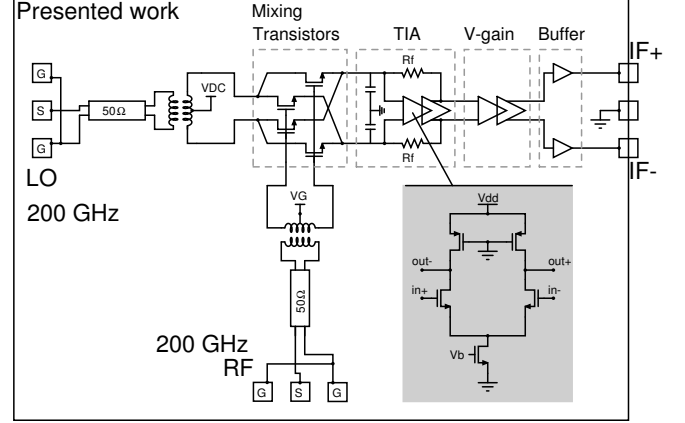 Presented work
Mixing
Transistors
TIA
V-gain
Buffer
IF+
Rf
G
VDC
S
50Ω
G
Rf
IF-
LO
200 GHz
VG
Vdd
out-
out+
in+
in-
50Ω
200 GHz
RF
Vb
G
S
G